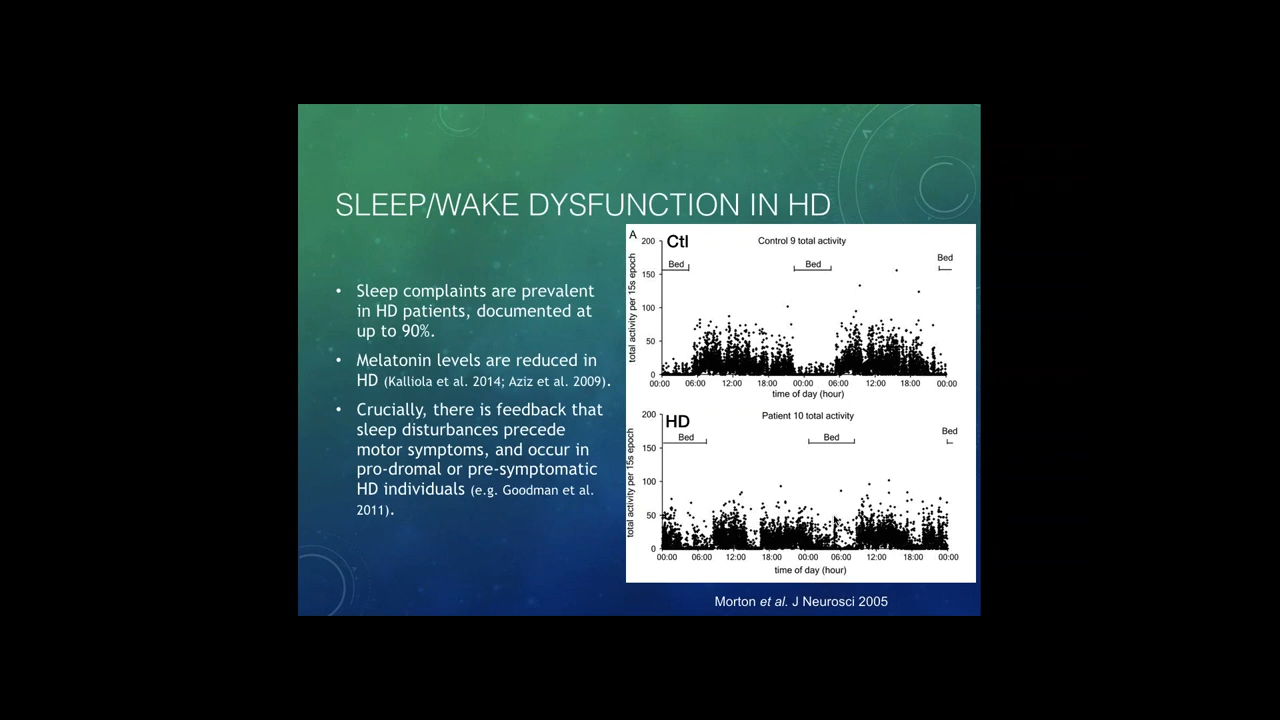 SLEEP/WAKE DYSFUNCTION IN HD
• Sleep complaints are prevalent
in HD patients, documented at
up to 90%.
• Melatonin levels are reduced in
HD (Kalliola et al. 2014; Aziz et al. 2009).
• Crucially, there is feedback that
sleep disturbances precede
motor symptoms, and occur in
pro-dromal or pre-symptomatic
HD individuals (e.g. Goodman et al.
2011).
A
Ctl
Control 9 total activity
Bed
Bed
Bed
total activity per 15s epoch
200
150
100
50
0
00:00 06:00 12:00 18:00 00:00 06:00 12:00 18:00 00:00
time of day (hour)
HD
Patient 10 total activity
Bed
Bed
Bed
total activity per 15s epoch
200
150
100
50
0
00:00 06:00 12:00 18:00 00:00 06:00 12:00 18:00 00:00
time of day (hour)
Morton et al. J Neurosci 2005